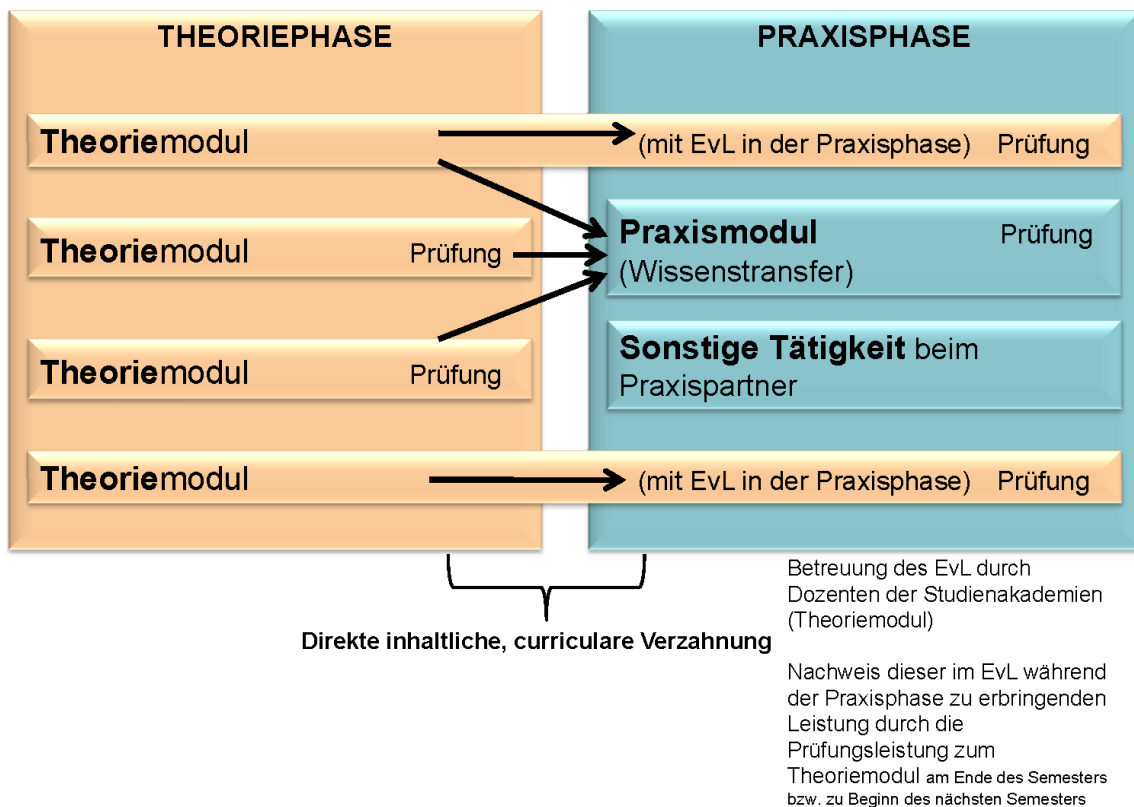 THEORIEPHASE
PRAXISPHASE
Theoriemodul
(mit EvL in der Praxisphase) Prüfung
Theoriemodul Prüfung
Praxismodul Prüfung
(Wissenstransfer)
Theoriemodul Prüfung
Sonstige Tätigkeit beim
Praxispartner
Theoriemodul
(mit EvL in der Praxisphase) Prüfung
Direkte inhaltliche, curriculare Verzahnung
Betreuung des EvL durch
Dozenten der Studienakademien
(Theoriemodul)
Nachweis dieser im EvL während
der Praxisphase zu erbringenden
Leistung durch die
Prüfungsleistung zum
Theoriemodul am Ende des Semesters
bzw. zu Beginn des nächsten Semesters